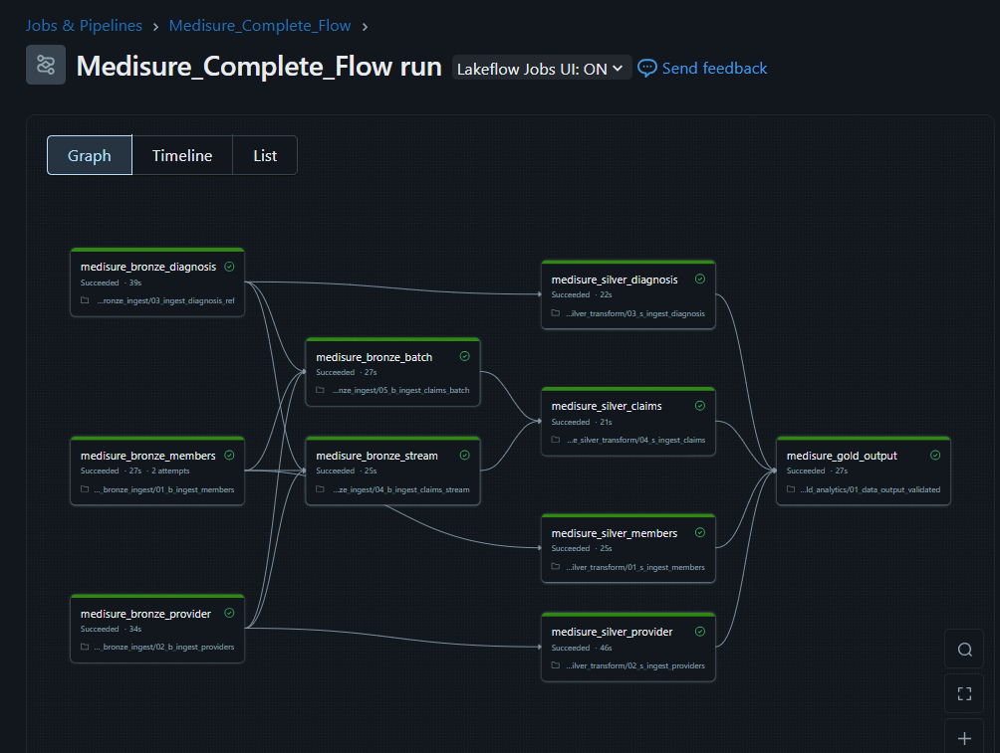 Jobs & Pipelines › Medisure_Complete_Flow ›
Medisure_Complete_Flow run
Lakeflow Jobs UI: ON
Send feedback
Graph
Timeline
List
medisure_bronze_diagnosis
Succeeded · 39s
...ronze_ingest/03_ingest_diagnosis_ref
medisure_bronze_members
Succeeded · 27s · 2 attempts
..._bronze_ingest/01_b_ingest_members
medisure_bronze_provider
Succeeded · 34s
..._bronze_ingest/02_b_ingest_providers
medisure_bronze_batch
Succeeded · 27s
...nze_ingest/05_b_ingest_claims_batch
medisure_bronze_stream
Succeeded · 25s
...ze_ingest/04_b_ingest_claims_stream
medisure_silver_diagnosis
Succeeded · 22s
...ilver_transform/03_s_ingest_diagnosis
medisure_silver_claims
Succeeded · 21s
...e_silver_transform/04_s_ingest_claims
medisure_silver_members
Succeeded · 25s
...ilver_transform/01_s_ingest_members
medisure_silver_provider
Succeeded · 46s
...ilver_transform/02_s_ingest_providers
medisure_gold_output
Succeeded · 27s
...ld_analytics/01_data_output_validated